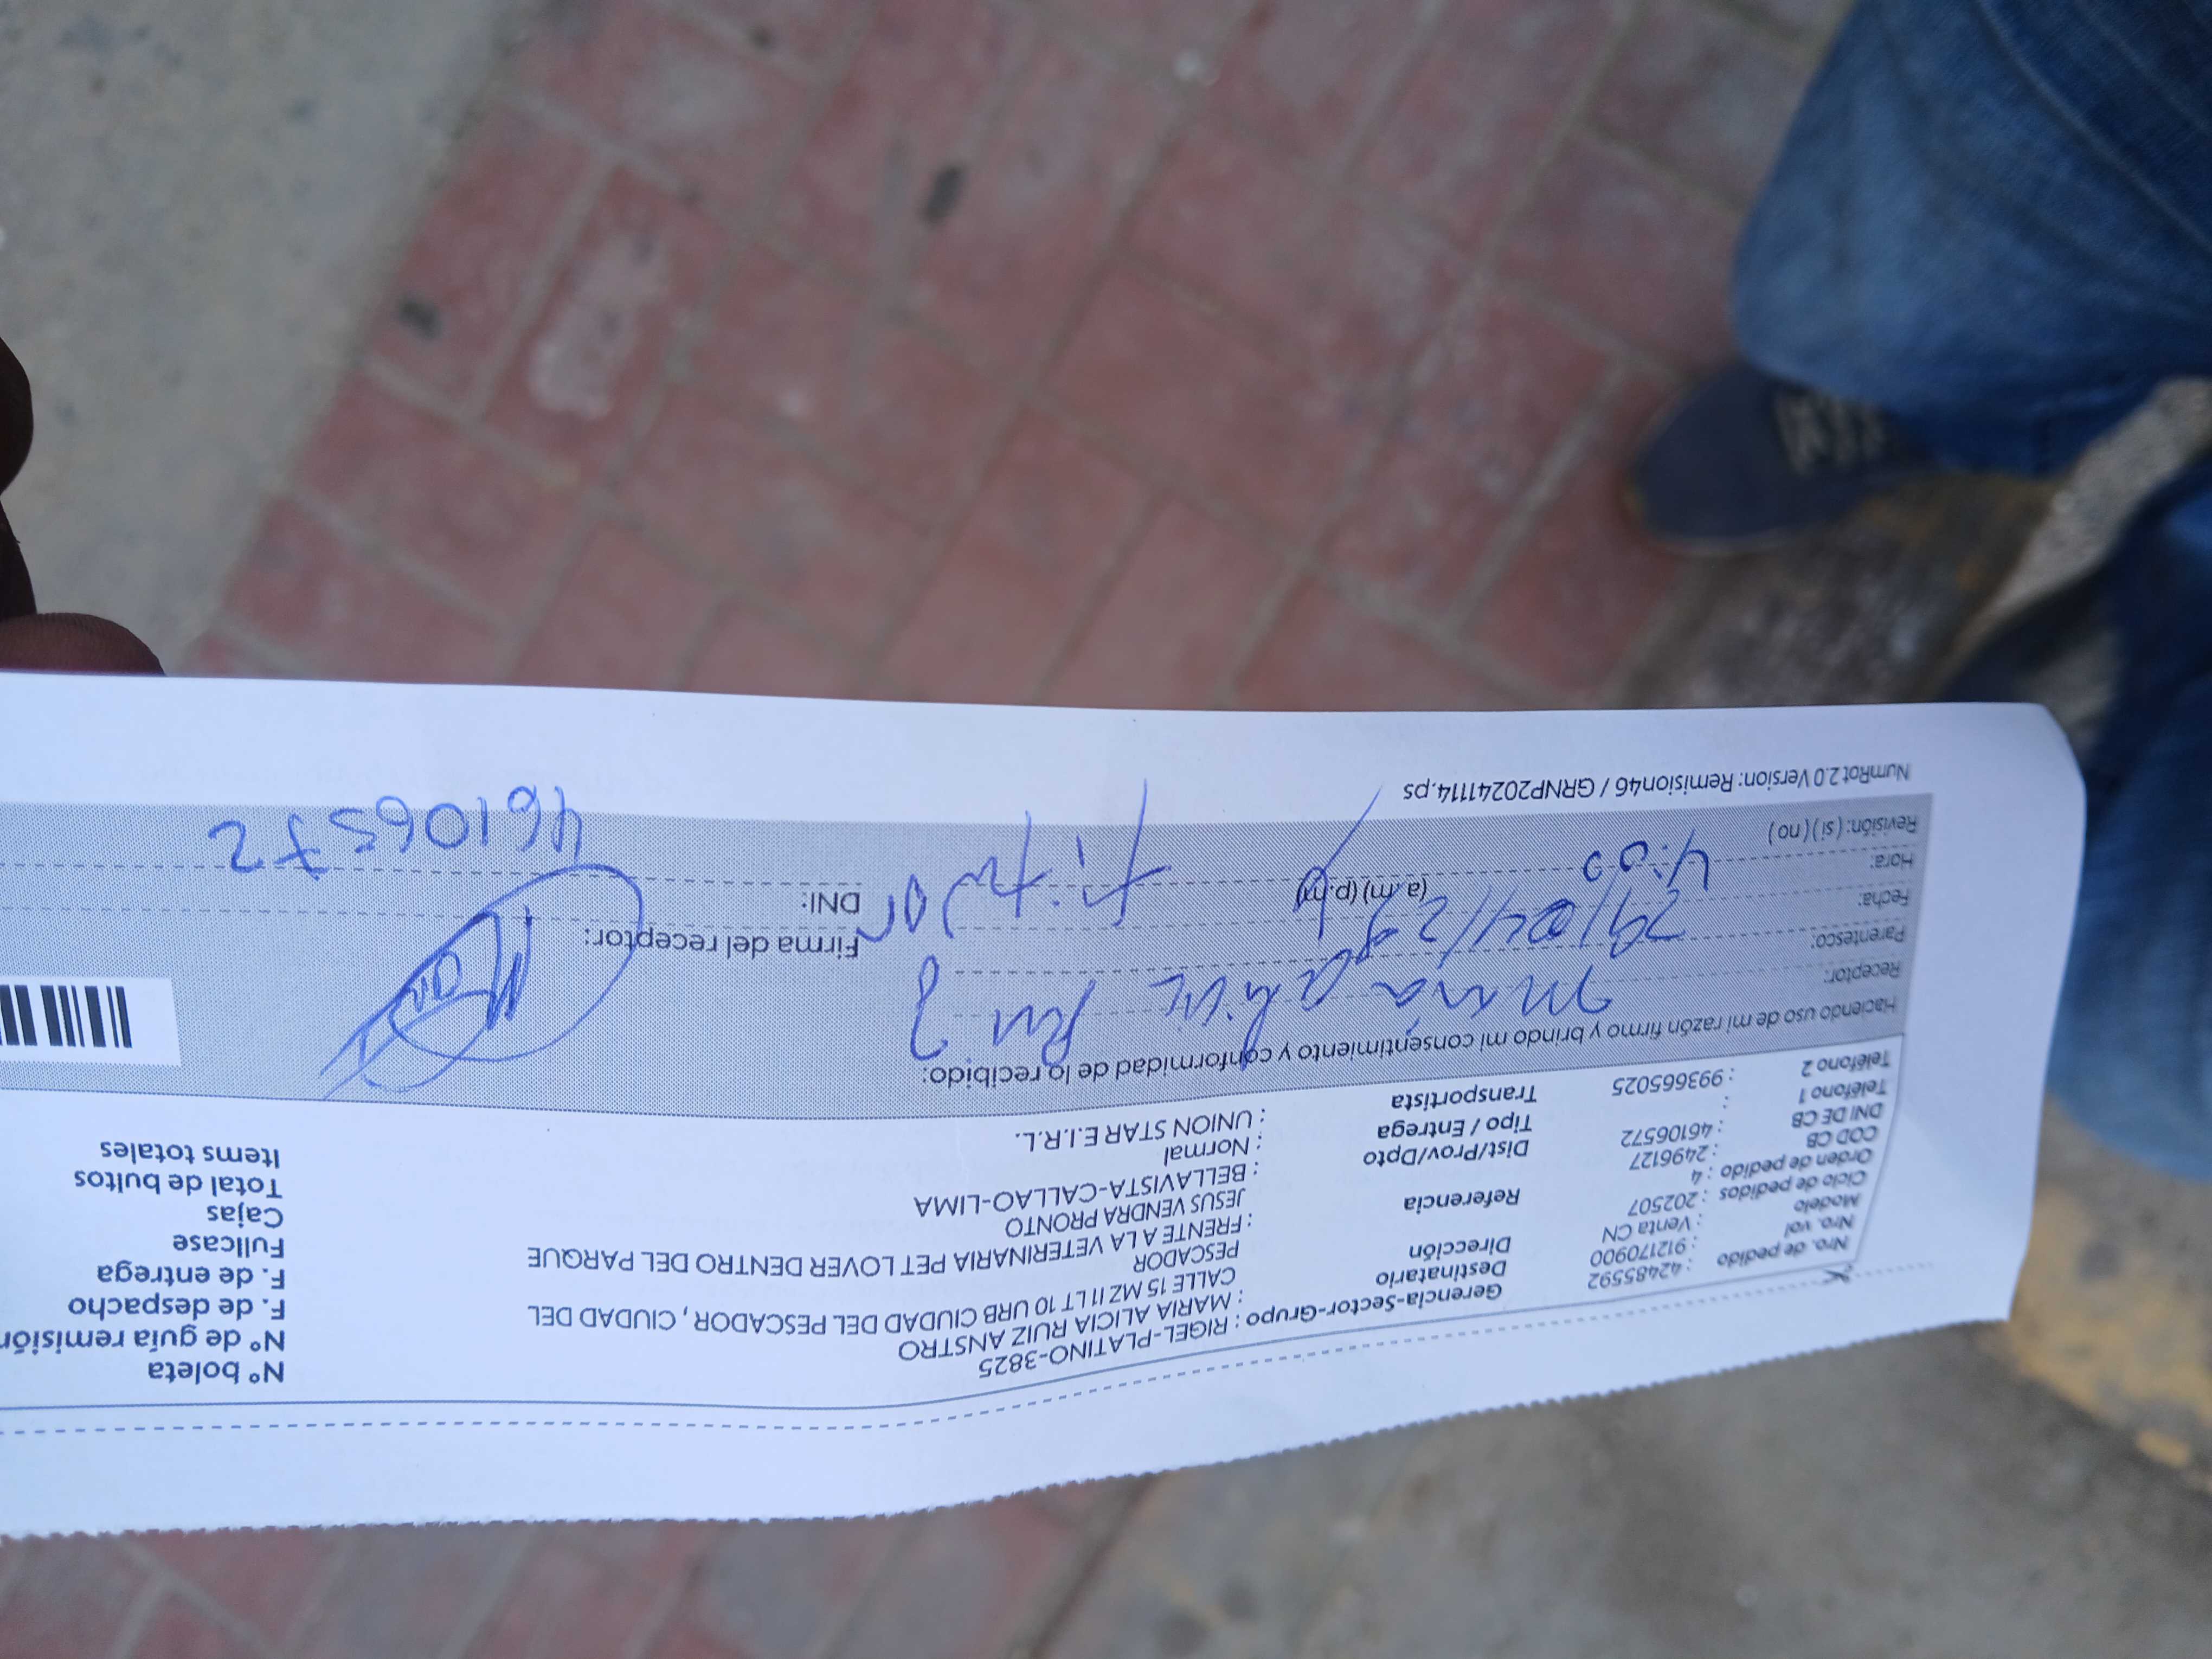 Gerencia-Sector-Grupo : RIGEL-PLATINO-3825
Nro. de pedido : 42485592
Destinatario : MARIA ALICIA RUIZ ANSTRO
Nro. vol : 912170900
Dirección CALLE 15 MZ I1 LT 10 URB CIUDAD DEL PESCADOR, CIUDAD DEL
PESCADOR
Modelo : Venta CN
Ciclo de pedidos : 202507
Referencia : FRENTE A LA VETERINARIA PET LOVER DENTRO DEL PARQUE
JESUS VENDRA PRONTO
Orden de pedido : 4
COD CB : 2496127
Dist/Prov/Dpto : BELLAVISTA-CALLAO-LIMA
DNI DE CB : 46106572
Tipo / Entrega : Normal
Teléfono 1 :
Transportista : UNION STAR E.I.R.L.
Teléfono 2 : 993665025
N° boleta
N° de guía remisión
F. de despacho
F. de entrega
Fullcase
Cajas
Total de bultos
Items totales
Haciendo uso de mi razón firmo y brindo mi consentimiento y conformidad de lo recibido:
Receptor: maria
Parentesco: Titular
Firma del receptor:
Fecha:
Hora: 4:00 (a.m) (p.m)
DNI: 46106572
Revisión: (si) (no)
NumRot 2.0 Version: Remision46 / GRNP20241114.ps